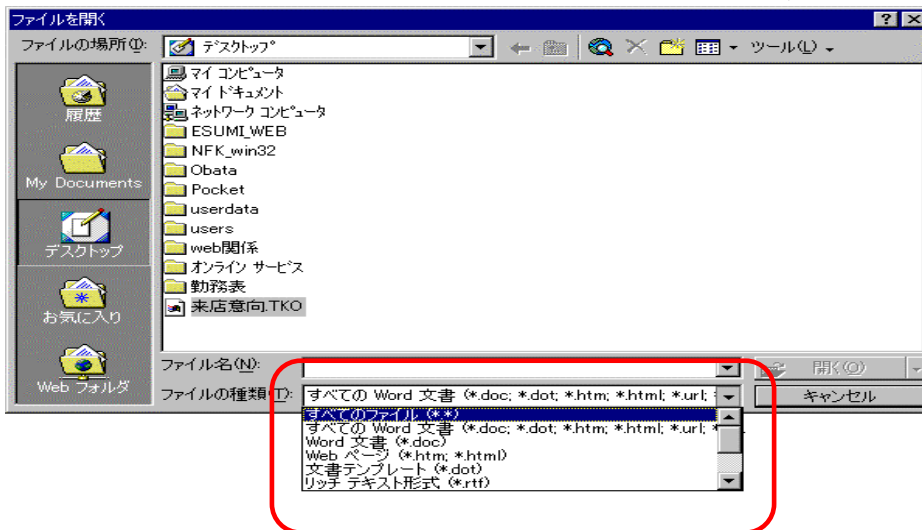 ファイルを開く
ファイルの場所(I):
デスクトップ
ツール(L)
履歴
My Documents
デスクトップ
お気に入り
Web フォルダ
マイ コンピュータ
マイ ドキュメント
ネットワーク コンピュータ
ESUMI_WEB
NFK_win32
Obata
Pocket
userdata
users
web関係
オンライン サービス
勤務表
来店意向.TKO
ファイル名(N):
開く(O)
ファイルの種類(T):
すべての Word 文書 (*.doc; *.dot; *.htm; *.html; *.url;
キャンセル
すべてのファイル (*.*)
すべての Word 文書 (*.doc; *.dot; *.htm; *.html; *.url; *
Word 文書 (*.doc)
Web ページ (*.htm; *.html)
文書テンプレート (*.dot)
リッチ テキスト形式 (*.rtf)